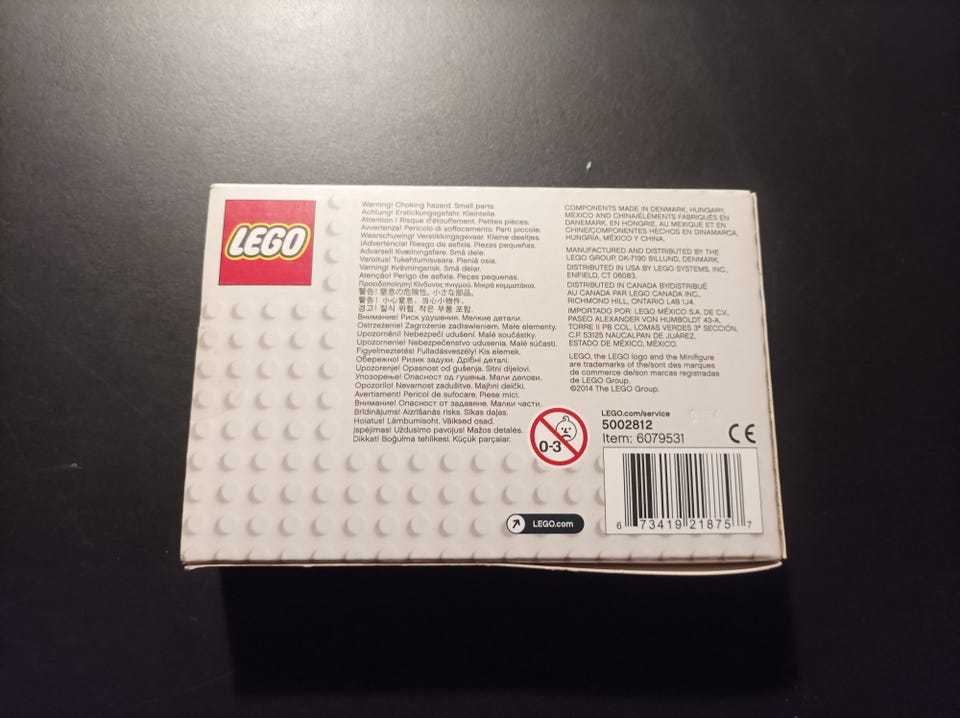 LEGO
Warning! Choking hazard. Small parts.
Achtung! Erstickungsgefahr. Kleinteile.
Attention ! Risque d'étouffement. Petites pièces.
Avvertenza! Pericolo di soffocamento. Parti piccole.
Waarschuwing! Verstikkingsgevaar. Kleine deeltjes.
¡Advertencia! Riesgo de asfixia. Piezas pequeñas.
Advarsel! Kvælningsfare. Små dele.
Varoitus! Tukehtumisvaara. Pieniä osia.
Varning! Kvävningsrisk. Små delar.
Atenção! Perigo de asfixia. Peças pequenas.
Προειδοποίηση! Κίνδυνος πνιγμού. Μικρά κομματάκια.
警告！窒息の危険性。小さな部品。
警告！小心窒息，当心小物件。
경고! 질식 위험. 작은 부품 포함.
Внимание! Риск удушения. Мелкие детали.
Ostrzeżenie! Zagrożenie zadławieniem. Małe elementy.
Upozornění! Nebezpečí udušení. Malé součástky.
Upozornenie! Nebezpečenstvo udusenia. Malé súčasti.
Figyelmeztetés! Fulladásveszély! Kis elemek.
Обережно! Ризик задухи. Дрібні деталі.
Upozorenje! Opasnost od gušenja. Sitni dijelovi.
Упозорење! Опасност од гушења. Мали делови.
Opozorilo! Nevarnost zadušitve. Majhni delčki.
Avertisment! Pericol de sufocare. Piese mici.
Внимание! Опасност от задавяне. Малки части.
Brīdinājums! Aizrīšanās risks. Sīkas daļas.
Hoiatus! Lämbumisoht. Väiksed osad.
Įspėjimas! Uždusimo pavojus! Mažos detalės.
Dikkat! Boğulma tehlikesi. Küçük parçalar.
COMPONENTS MADE IN DENMARK, HUNGARY,
MEXICO AND CHINA/ÉLÉMENTS FABRIQUÉS EN
DANEMARK, EN HONGRIE, AU MEXIQUE ET EN
CHINE/COMPONENTES HECHOS EN DINAMARCA,
HUNGRÍA, MÉXICO Y CHINA.
MANUFACTURED AND DISTRIBUTED BY THE
LEGO GROUP, DK-7190 BILLUND, DENMARK.
DISTRIBUTED IN USA BY LEGO SYSTEMS, INC.,
ENFIELD, CT 06083.
DISTRIBUTED IN CANADA BY/DISTRIBUÉ
AU CANADA PAR LEGO CANADA INC.,
RICHMOND HILL, ONTARIO L4B 1J4.
IMPORTADO POR: LEGO MÉXICO S.A. DE C.V.,
PASEO ALEXANDER VON HUMBOLDT 43-A,
TORRE II PB COL. LOMAS VERDES 3ª SECCIÓN,
C.P. 53125 NAUCALPAN DE JUÁREZ,
ESTADO DE MÉXICO, MÉXICO.
LEGO, the LEGO logo and the Minifigure
are trademarks of the/sont des marques
de commerce de/son marcas registradas
de LEGO Group.
©2014 The LEGO Group.
0-3
LEGO.com/service
5002812
Item: 6079531
CE
6 73419 21875 7
LEGO.com